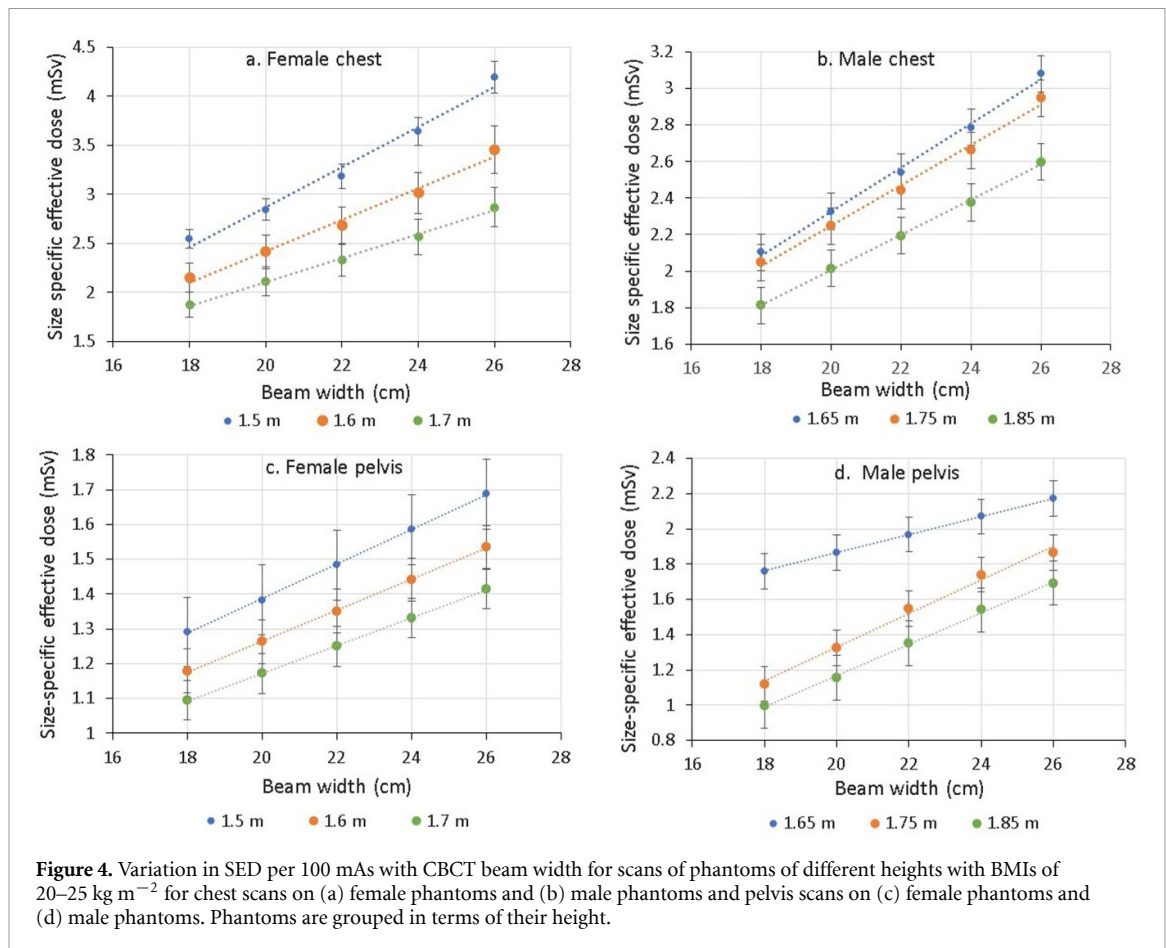 a. Female chest
Size specific effective dose (mSv)
4.5
4
3.5
3
2.5
2
1.5
16 18 20 22 24 26 28
Beam width (cm)
1.5 m 1.6 m 1.7 m
b. Male chest
Size specific effective dose (mSv)
3.2
3
2.8
2.6
2.4
2.2
2
1.8
1.6
16 18 20 22 24 26 28
Beam width (cm)
1.65 m 1.75 m 1.85 m
c. Female pelvis
Size-specific effective dose (mSv)
1.8
1.7
1.6
1.5
1.4
1.3
1.2
1.1
1
16 18 20 22 24 26 28
Beam width (cm)
1.5 m 1.6 m 1.7 m
d. Male pelvis
Size-specific effective dose (mSv)
2.4
2.2
2
1.8
1.6
1.4
1.2
1
0.8
16 18 20 22 24 26 28
Beam width (cm)
1.65 m 1.75 m 1.85 m
Figure 4. Variation in SED per 100 mAs with CBCT beam width for scans of phantoms of different heights with BMIs of
20–25 kg m−2 for chest scans on (a) female phantoms and (b) male phantoms and pelvis scans on (c) female phantoms and
(d) male phantoms. Phantoms are grouped in terms of their height.